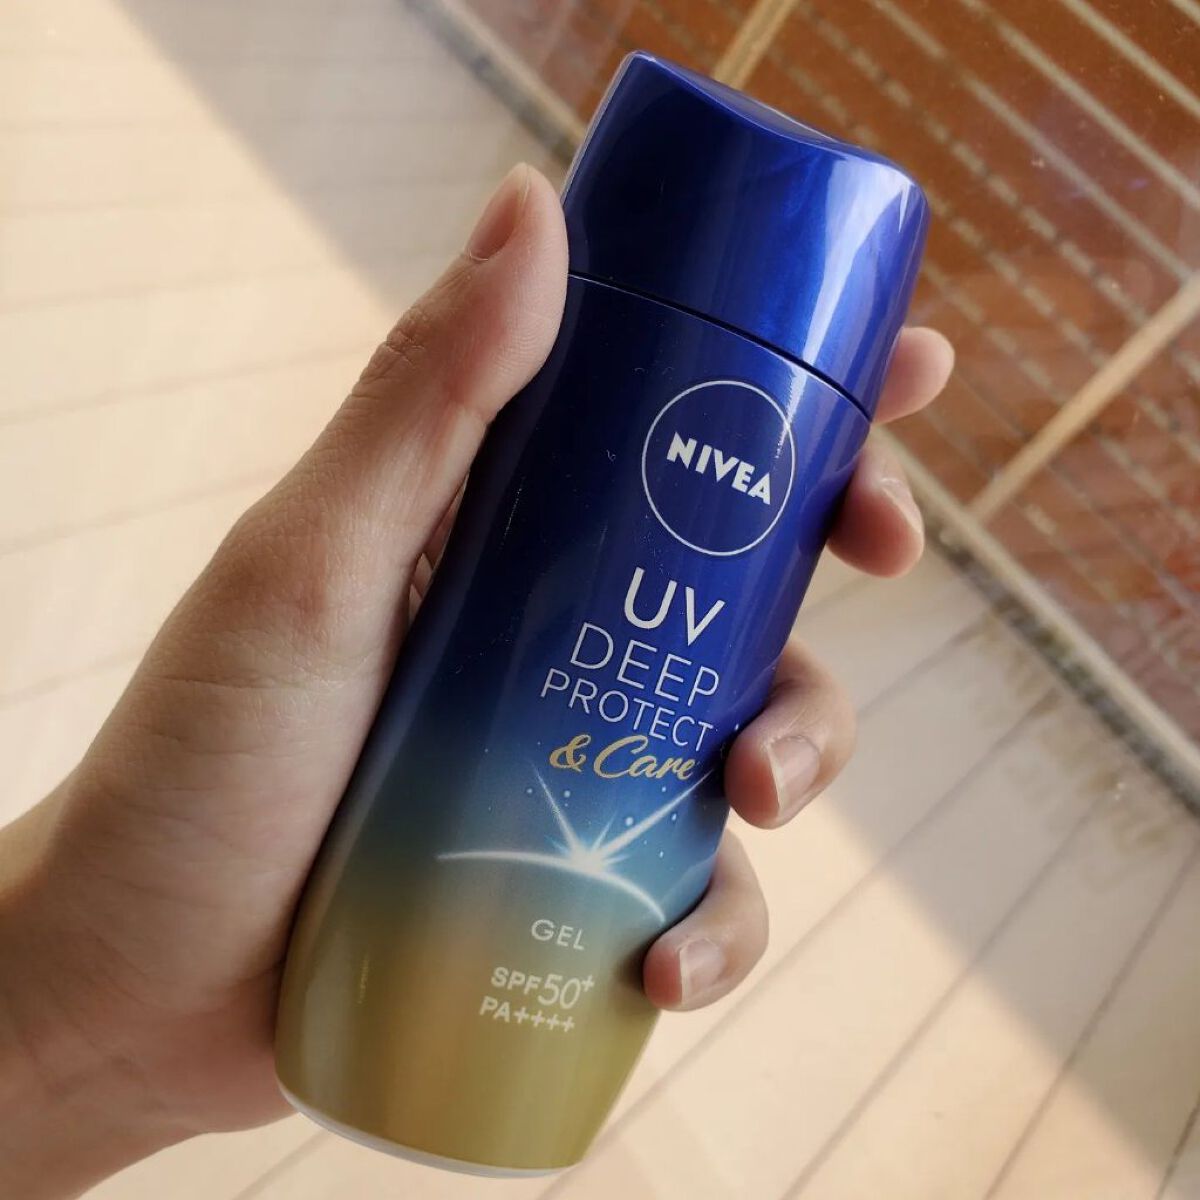 NIVEA
UV
DEEP
PROTECT
& Care
GEL
SPF50+
PA++++